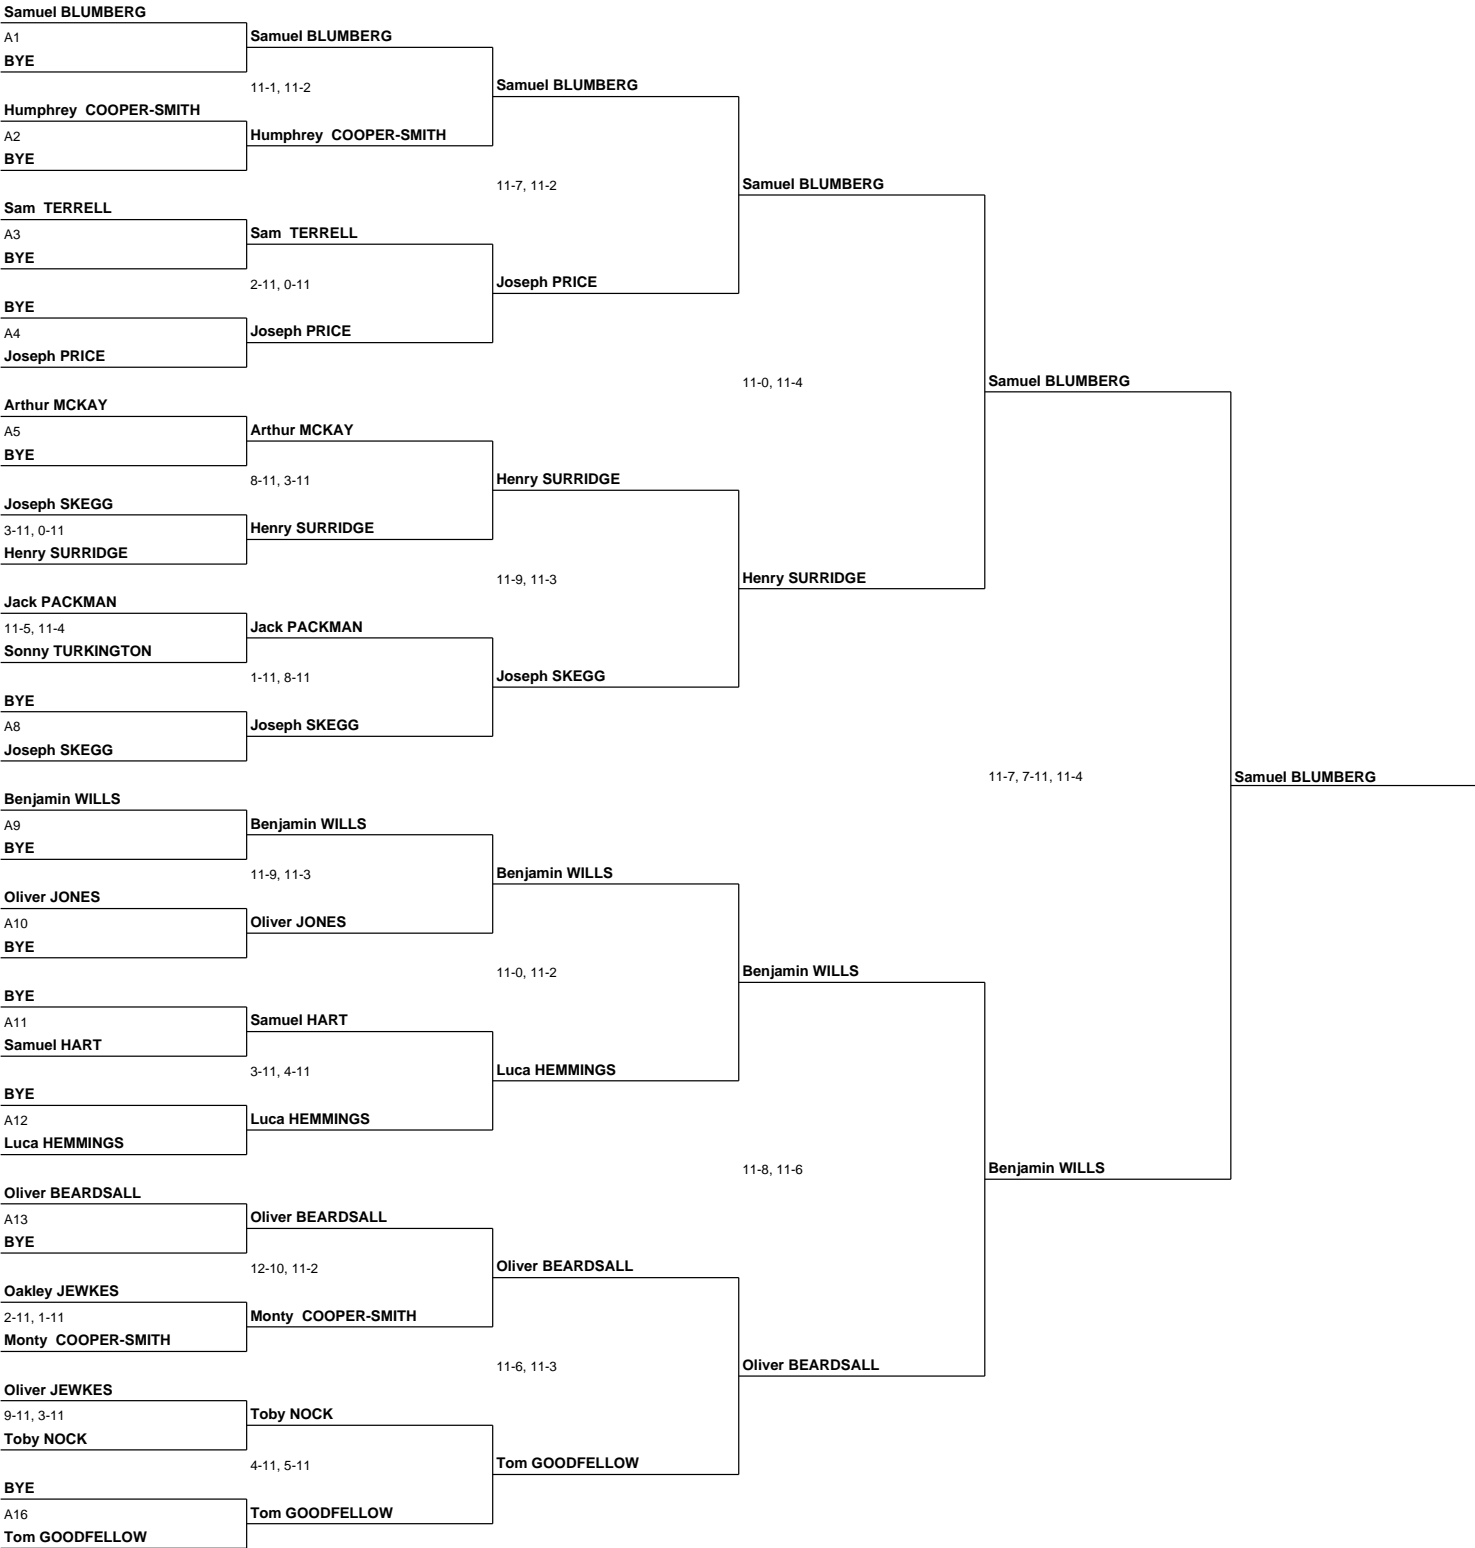 Samuel BLUMBERG
A1
BYE
Samuel BLUMBERG
11-1, 11-2
Humphrey  COOPER-SMITH
A2
BYE
Humphrey  COOPER-SMITH
Samuel BLUMBERG
11-7, 11-2
Sam  TERRELL
A3
BYE
Sam  TERRELL
2-11, 0-11
BYE
A4
Joseph PRICE
Joseph PRICE
Joseph PRICE
Samuel BLUMBERG
11-0, 11-4
Arthur MCKAY
A5
BYE
Arthur MCKAY
8-11, 3-11
Joseph SKEGG
3-11, 0-11
Henry SURRIDGE
Henry SURRIDGE
Henry SURRIDGE
11-9, 11-3
Jack PACKMAN
11-5, 11-4
Sonny TURKINGTON
Jack PACKMAN
1-11, 8-11
BYE
A8
Joseph SKEGG
Joseph SKEGG
Joseph SKEGG
Henry SURRIDGE
Samuel BLUMBERG
11-7, 7-11, 11-4
Samuel BLUMBERG
Benjamin WILLS
A9
BYE
Benjamin WILLS
11-9, 11-3
Oliver JONES
A10
BYE
Oliver JONES
Benjamin WILLS
11-0, 11-2
BYE
A11
Samuel HART
Samuel HART
3-11, 4-11
BYE
A12
Luca HEMMINGS
Luca HEMMINGS
Luca HEMMINGS
Benjamin WILLS
11-8, 11-6
Benjamin WILLS
Oliver BEARDSALL
A13
BYE
Oliver BEARDSALL
12-10, 11-2
Oakley JEWKES
2-11, 1-11
Monty  COOPER-SMITH
Monty  COOPER-SMITH
Oliver BEARDSALL
11-6, 11-3
Oliver BEARDSALL
Oliver JEWKES
9-11, 3-11
Toby NOCK
Toby NOCK
4-11, 5-11
BYE
A16
Tom GOODFELLOW
Tom GOODFELLOW
Tom GOODFELLOW